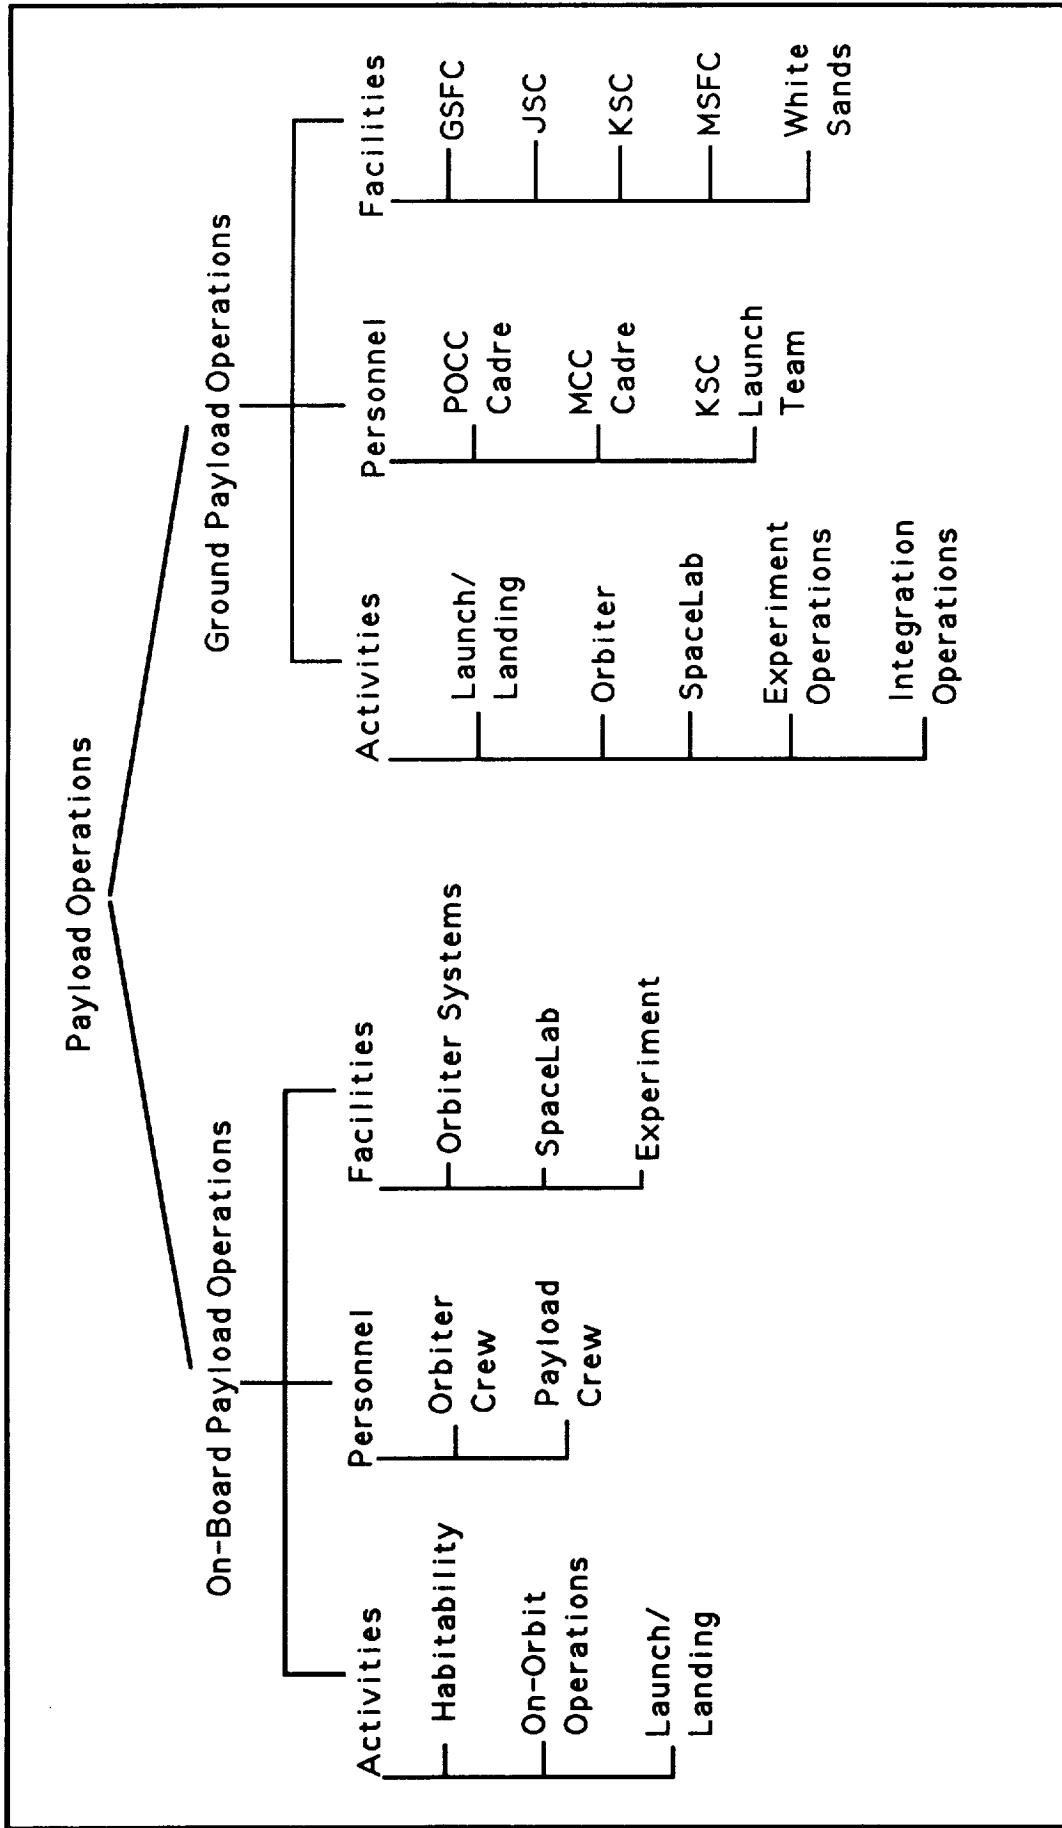 Payload Operations
On-Board Payload Operations
Activities
Habitability
On-Orbit
Operations
Launch/
Landing
Personnel
Orbiter
Crew
Payload
Crew
Facilities
Orbiter Systems
SpaceLab
Experiment
Ground Payload Operations
Activities
Launch/
Landing
Orbiter
SpaceLab
Experiment
Operations
Integration
Operations
Personnel
POCC
Cadre
MCC
Cadre
KSC
Launch
Team
Facilities
GSFC
JSC
KSC
MSFC
White
Sands